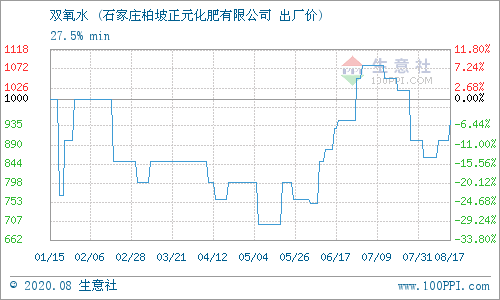 双氧水 (石家庄柏坡正元化肥有限公司 出厂价)
27.5% min
1118 11.80%
1072 7.24%
1026 2.68%
1000 0.00%
935 -6.44%
890 -11.00%
844 -15.56%
798 -20.12%
753 -24.68%
707 -29.24%
662 -33.80%
生意社
100PPI.COM
01/15 02/06 02/28 03/21 04/12 05/04 05/26 06/17 07/09 07/31 08/17
© 2020.08 生意社 www.100PPI.com